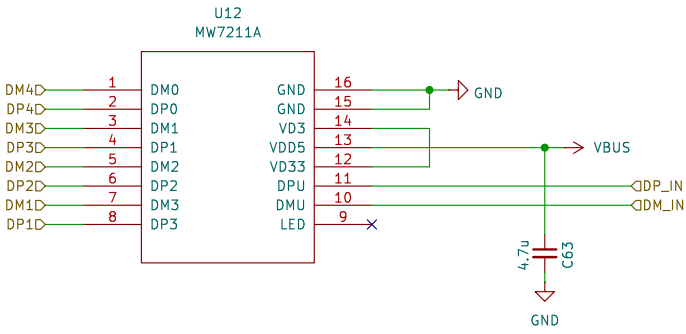 U12
MW7211A
DM4 1 DM0 GND 16 GND
DP4 2 DP0 GND 15
DM3 3 DM1 VD3 14
DP3 4 DP1 VDD5 13 VBUS
DM2 5 DM2 VD33 12
DP2 6 DP2 DPU 11 DP_IN
DM1 7 DM3 DMU 10 DM_IN
DP1 8 DP3 LED 9
4.7u C63
GND